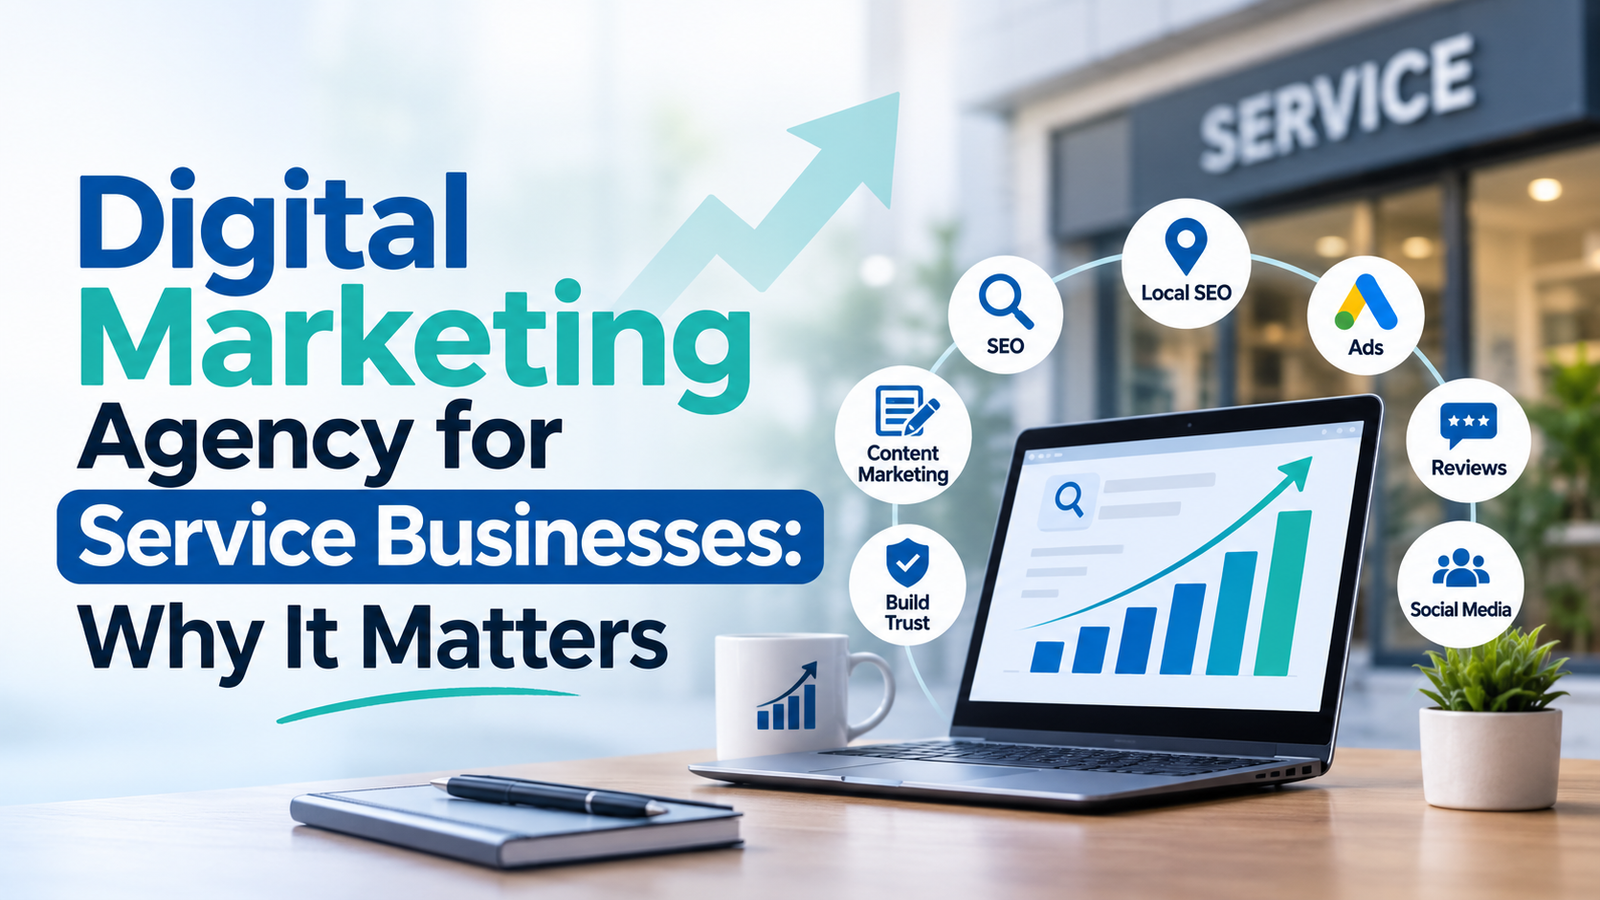 Digital
Marketing
Agency for
Service Businesses:
Why It Matters
SERVICE
Local SEO
SEO
Ads
Content
Marketing
Reviews
Build
Trust
Social Media